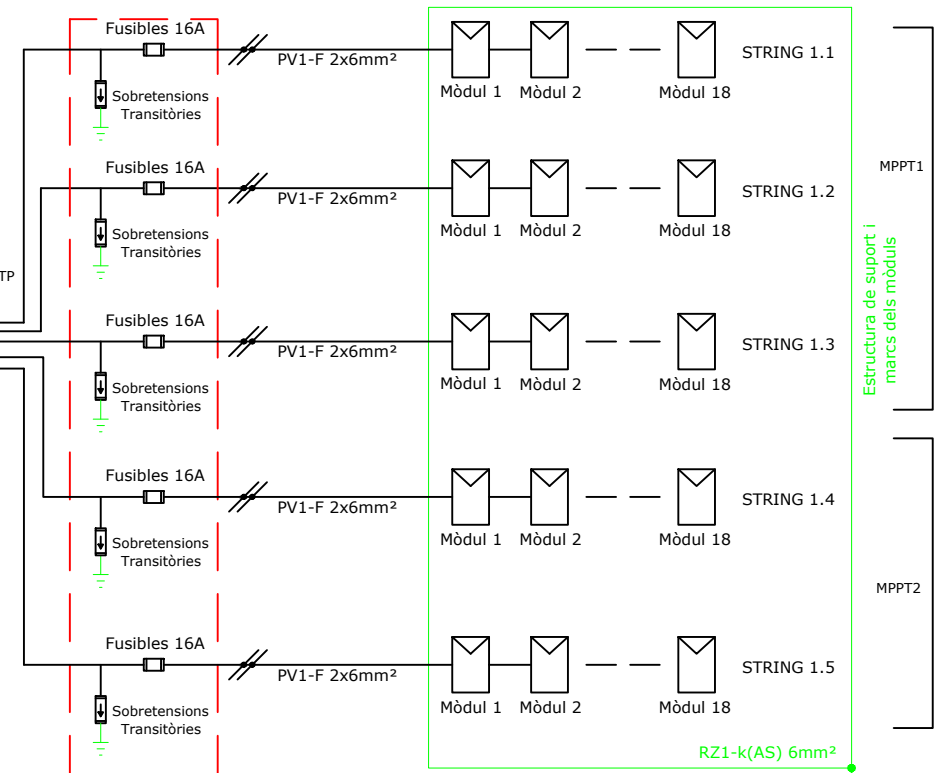 Fusibles 16A
PV1-F 2x6mm²
Sobretensions
Transitòries
Mòdul 1
Mòdul 2
Mòdul 18
STRING 1.1
MPPT1
Fusibles 16A
PV1-F 2x6mm²
Sobretensions
Transitòries
Mòdul 1
Mòdul 2
Mòdul 18
STRING 1.2
TP
Estructura de suport i
marcs dels mòduls
Fusibles 16A
PV1-F 2x6mm²
Sobretensions
Transitòries
Mòdul 1
Mòdul 2
Mòdul 18
STRING 1.3
Fusibles 16A
PV1-F 2x6mm²
Sobretensions
Transitòries
Mòdul 1
Mòdul 2
Mòdul 18
STRING 1.4
MPPT2
Fusibles 16A
PV1-F 2x6mm²
Sobretensions
Transitòries
Mòdul 1
Mòdul 2
Mòdul 18
STRING 1.5
RZ1-k(AS) 6mm²